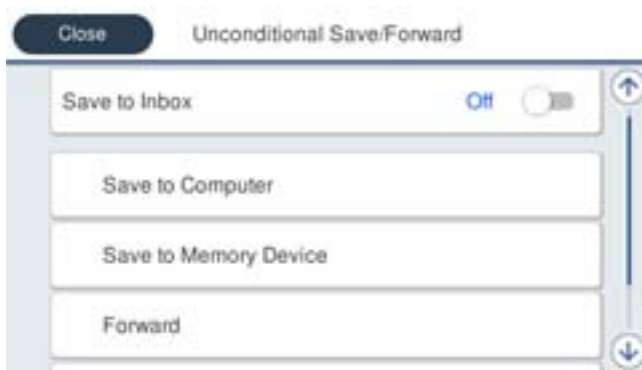 Close
Unconditional Save/Forward
Save to Inbox
Off
Save to Computer
Save to Memory Device
Forward